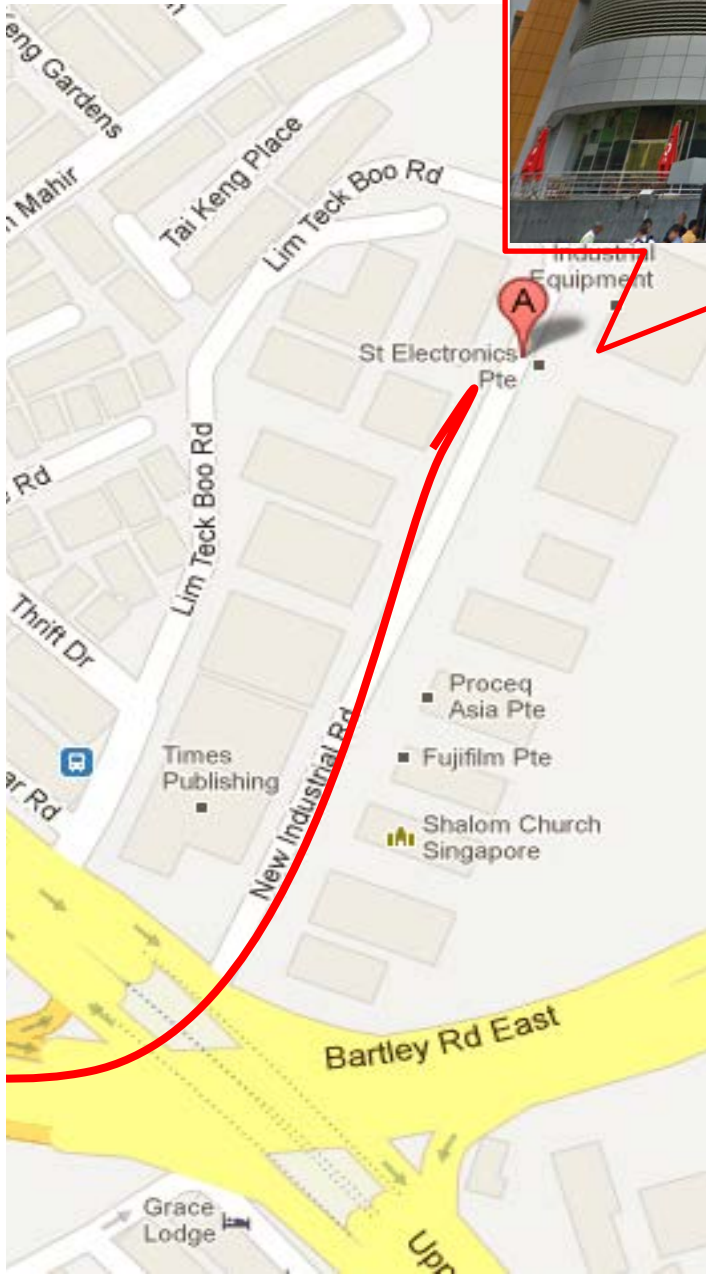 eng Gardens
n Mahir
Tai Keng Place
Lim Teck Boo Rd
Industrial
Equipment
A
St Electronics
Pte
Rd
Lim Teck Boo Rd
Thrift Dr
Proceq
Asia Pte
New Industrial Rd
Times
Publishing
Fujifilm Pte
ar Rd
Shalom Church
Singapore
Bartley Rd East
Grace
Lodge
Upp